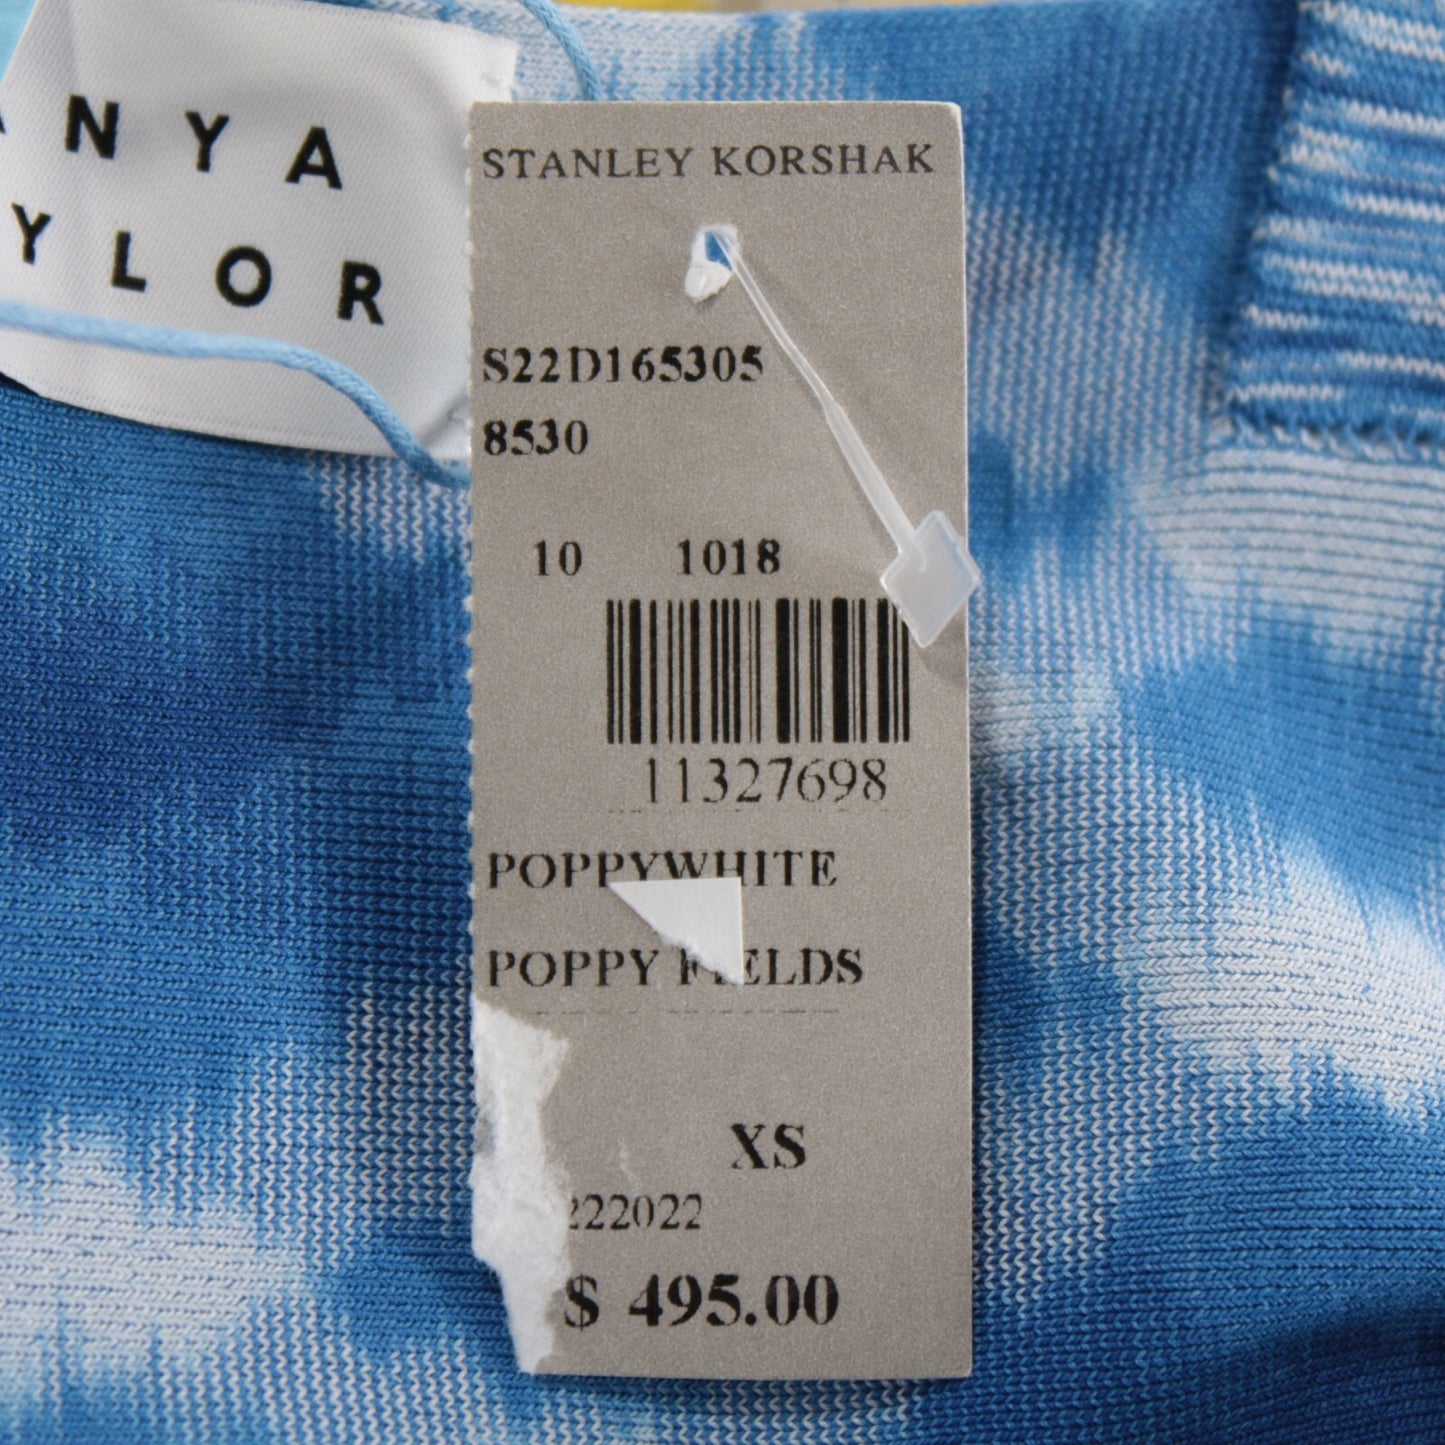 ANYA
YLOR
STANLEY KORSHAK
S22D165305
8530
10 1018
11327698
POPPYWHITE
POPPY FIELDS
XS
222022
$ 495.00